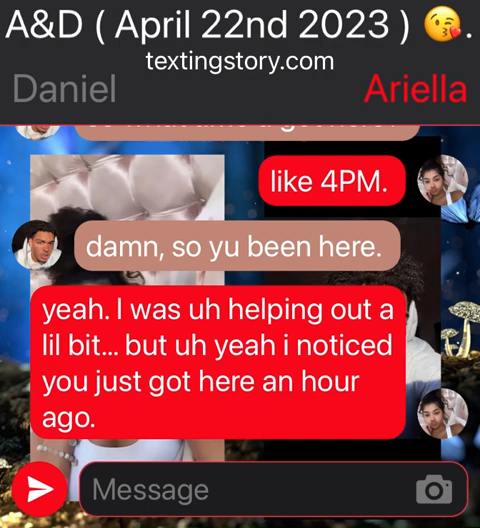 A&D ( April 22nd 2023 ) 😘.
textingstory.com
Daniel
Ariella
like 4PM.
damn, so yu been here.
yeah. I was uh helping out a
lil bit... but uh yeah i noticed
you just got here an hour
ago.
Message